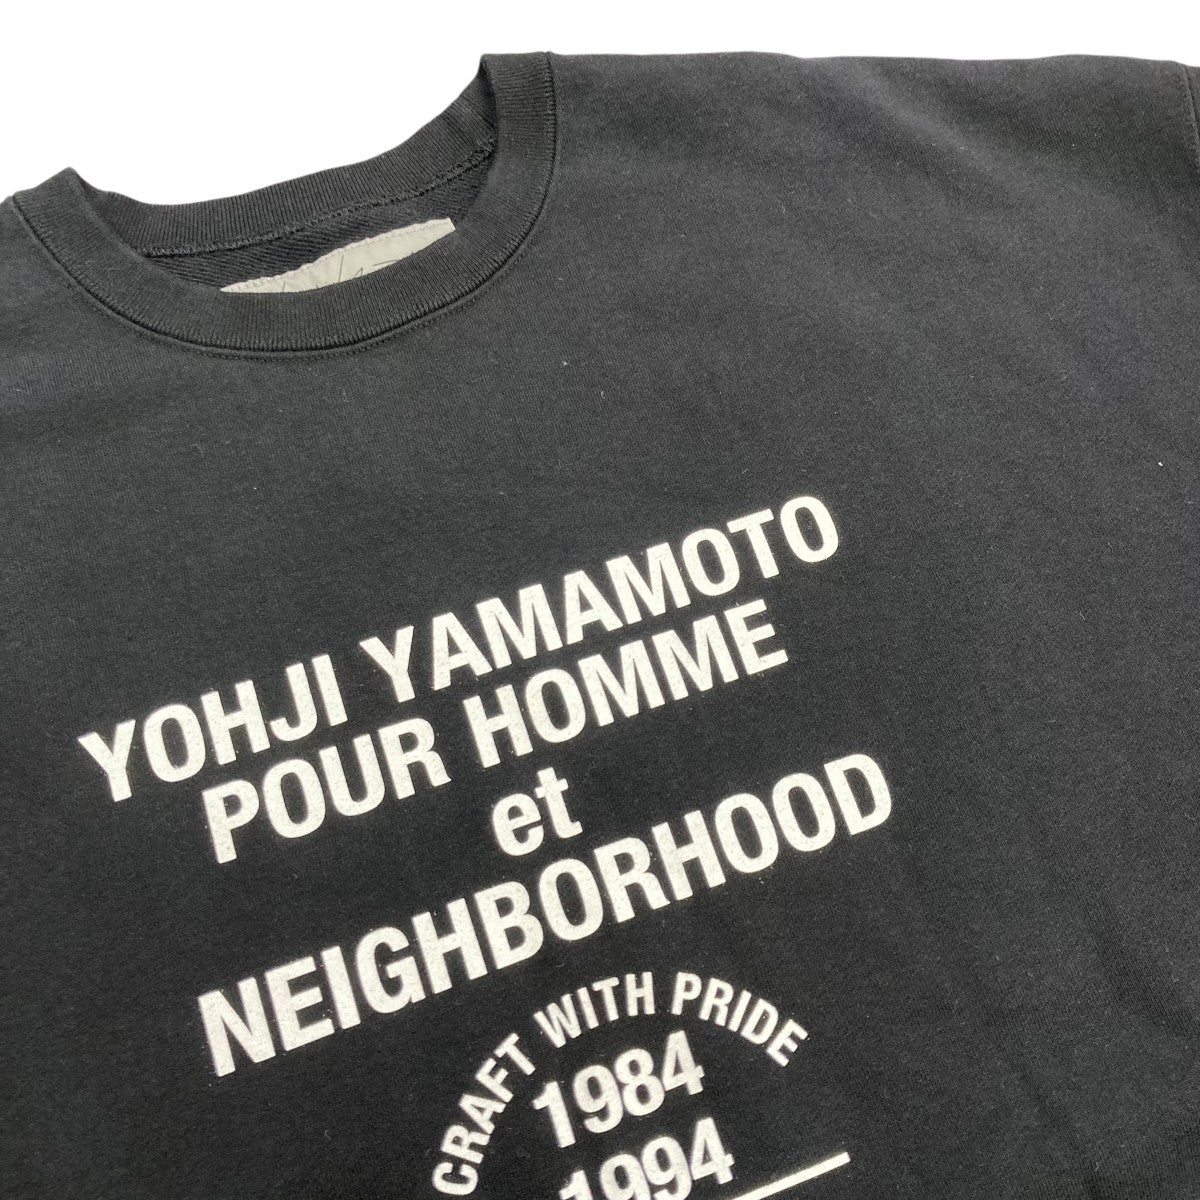 YOHJI YAMAMOTO
POUR HOMME
et
NEIGHBORHOOD
CRAFT WITH PRIDE
1984
1994